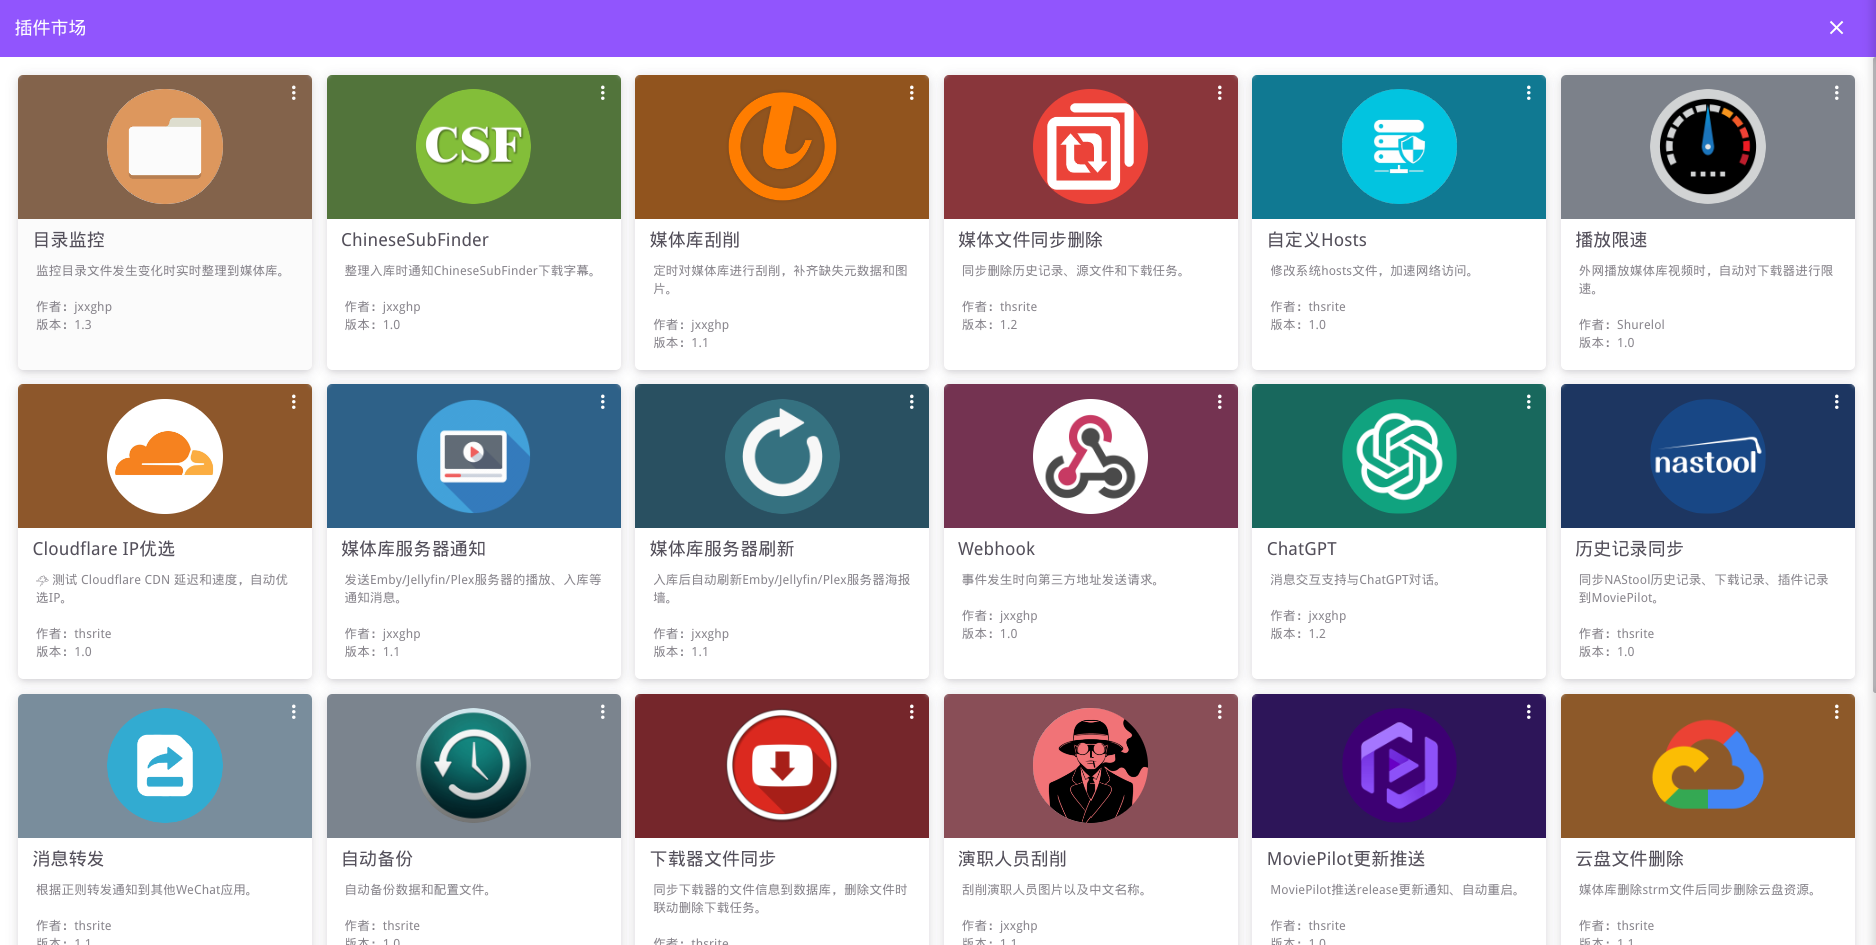 插件市场
CSF
目录监控
监控目录文件发生变化时实时整理到媒体库。
作者：jxxghp
版本：1.3
ChineseSubFinder
整理入库时通知ChineseSubFinder下载字幕。
作者：jxxghp
版本：1.0
媒体库刮削
定时对媒体库进行刮削，补齐缺失元数据和图
片。
作者：jxxghp
版本：1.1
媒体文件同步删除
同步删除历史记录、源文件和下载任务。
作者：thsrite
版本：1.2
自定义Hosts
修改系统hosts文件，加速网络访问。
作者：thsrite
版本：1.0
播放限速
外网播放媒体库视频时，自动对下载器进行限
速。
作者：Shurelol
版本：1.0
nastool
Cloudflare IP优选
🌩 测试 Cloudflare CDN 延迟和速度，自动优
选IP。
作者：thsrite
版本：1.0
媒体库服务器通知
发送Emby/Jellyfin/Plex服务器的播放、入库等
通知消息。
作者：jxxghp
版本：1.1
媒体库服务器刷新
入库后自动刷新Emby/Jellyfin/Plex服务器海报
墙。
作者：jxxghp
版本：1.1
Webhook
事件发生时向第三方地址发送请求。
作者：jxxghp
版本：1.0
ChatGPT
消息交互支持与ChatGPT对话。
作者：jxxghp
版本：1.2
历史记录同步
同步NAStool历史记录、下载记录、插件记录
到MoviePilot。
作者：thsrite
版本：1.0
消息转发
根据正则转发通知到其他WeChat应用。
作者：thsrite
版本：1.1
自动备份
自动备份数据和配置文件。
作者：thsrite
版本：1.0
下载器文件同步
同步下载器的文件信息到数据库，删除文件时
联动删除下载任务。
作者：thsrite
演职人员刮削
刮削演职人员图片以及中文名称。
作者：jxxghp
版本：1.1
MoviePilot更新推送
MoviePilot推送release更新通知、自动重启。
作者：thsrite
版本：1.0
云盘文件删除
媒体库删除strm文件后同步删除云盘资源。
作者：thsrite
版本：1.1